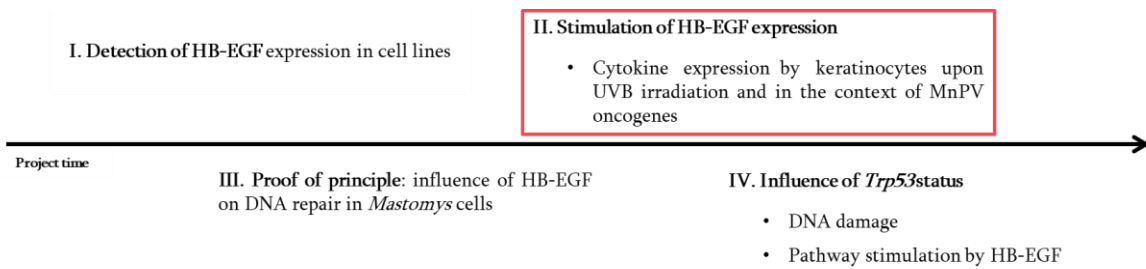 I. Detection of HB-EGF expression in cell lines
II. Stimulation of HB-EGF expression
• Cytokine expression by keratinocytes upon
UVB irradiation and in the context of MnPV
oncogenes
Project time
III. Proof of principle: influence of HB-EGF
on DNA repair in Mastomys cells
IV. Influence of Trp53 status
• DNA damage
• Pathway stimulation by HB-EGF